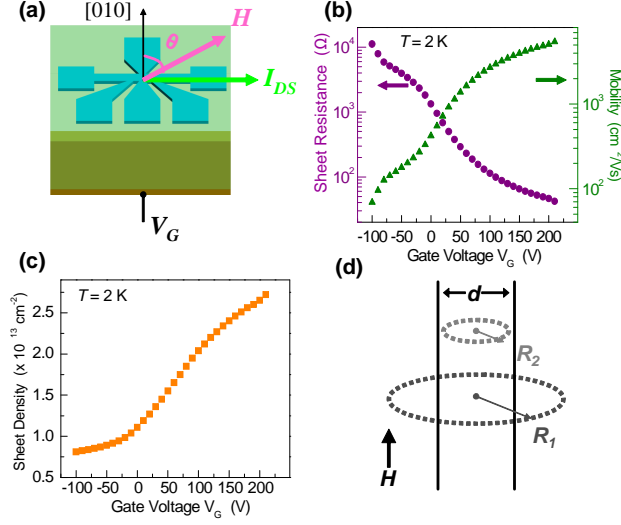 (a)
[010]
H
θ
I_DS
V_G
(b)
T = 2 K
10^4
10^3
10^2
Sheet Resistance (Ω)
10^3
10^2
Mobility (cm^2/Vs)
-100 -50 0 50 100 150 200
Gate Voltage V_G (V)
(c)
T = 2 K
2.5
2.0
1.5
1.0
0.5
Sheet Density (x 10^13 cm^-2)
-100 -50 0 50 100 150 200
Gate Voltage V_G (V)
(d)
d
R_2
R_1
H